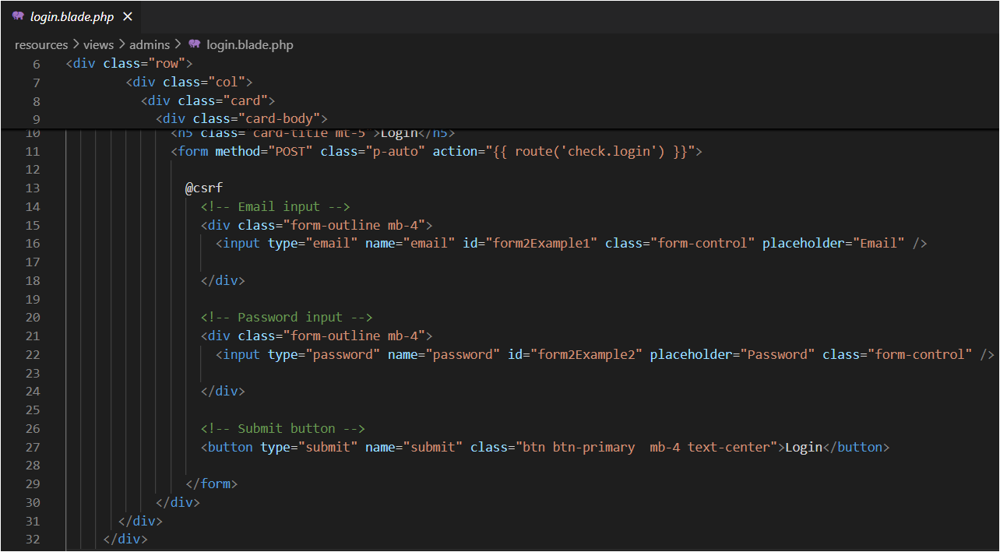 login.blade.php ×
resources > views > admins > login.blade.php
6 <div class="row">
7 <div class="col">
8 <div class="card">
9 <div class="card-body">
10 <h5 class="card-title mt-5">Login</h5>
11 <form method="POST" class="p-auto" action="{{ route('check.login') }}">
12
13 @csrf
14 <!-- Email input -->
15 <div class="form-outline mb-4">
16 <input type="email" name="email" id="form2Example1" class="form-control" placeholder="Email" />
17
18 </div>
19
20 <!-- Password input -->
21 <div class="form-outline mb-4">
22 <input type="password" name="password" id="form2Example2" placeholder="Password" class="form-control" />
23
24 </div>
25
26 <!-- Submit button -->
27 <button type="submit" name="submit" class="btn btn-primary  mb-4 text-center">Login</button>
28
29 </form>
30 </div>
31 </div>
32 </div>